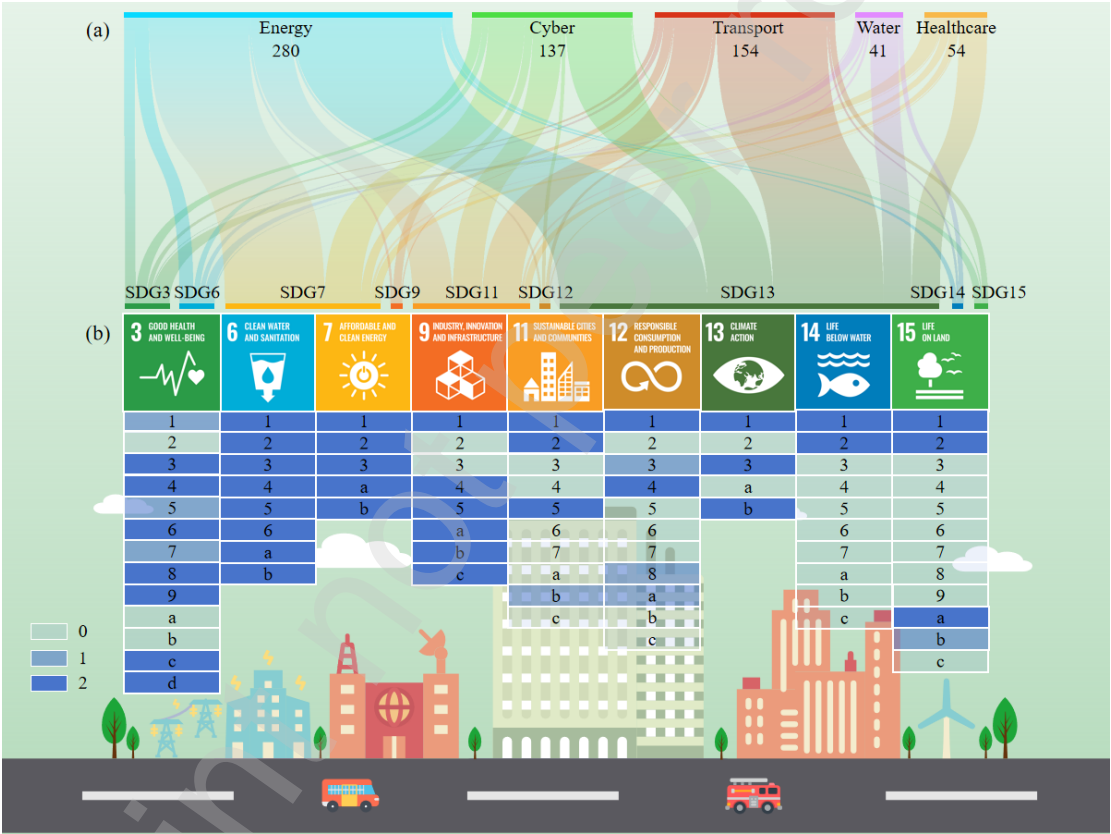 (a)
Energy Cyber Transport Water Healthcare
280 137 154 41 54
SDG3 SDG6 SDG7 SDG9 SDG11 SDG12 SDG13 SDG14 SDG15
(b)
3 GOOD HEALTH
AND WELL-BEING
6 CLEAN WATER
AND SANITATION
7 AFFORDABLE AND
CLEAN ENERGY
9 INDUSTRY, INNOVATION
AND INFRASTRUCTURE
11 SUSTAINABLE CITIES
AND COMMUNITIES
12 RESPONSIBLE
CONSUMPTION
AND PRODUCTION
13 CLIMATE
ACTION
14 LIFE
BELOW WATER
15 LIFE
ON LAND
1 1 1 1 1 1 1 1 1
2 2 2 2 2 2 2 2 2
3 3 3 3 3 3 3 3 3
4 4 a 4 4 4 a 4 4
5 5 b 5 5 5 b 5 5
6 6 a 6 6 6 6
7 a b 7 7 7 7
8 b c a 8 a 8
9 b a b 9
a c b c a
b c b
c c
d
0
1
2